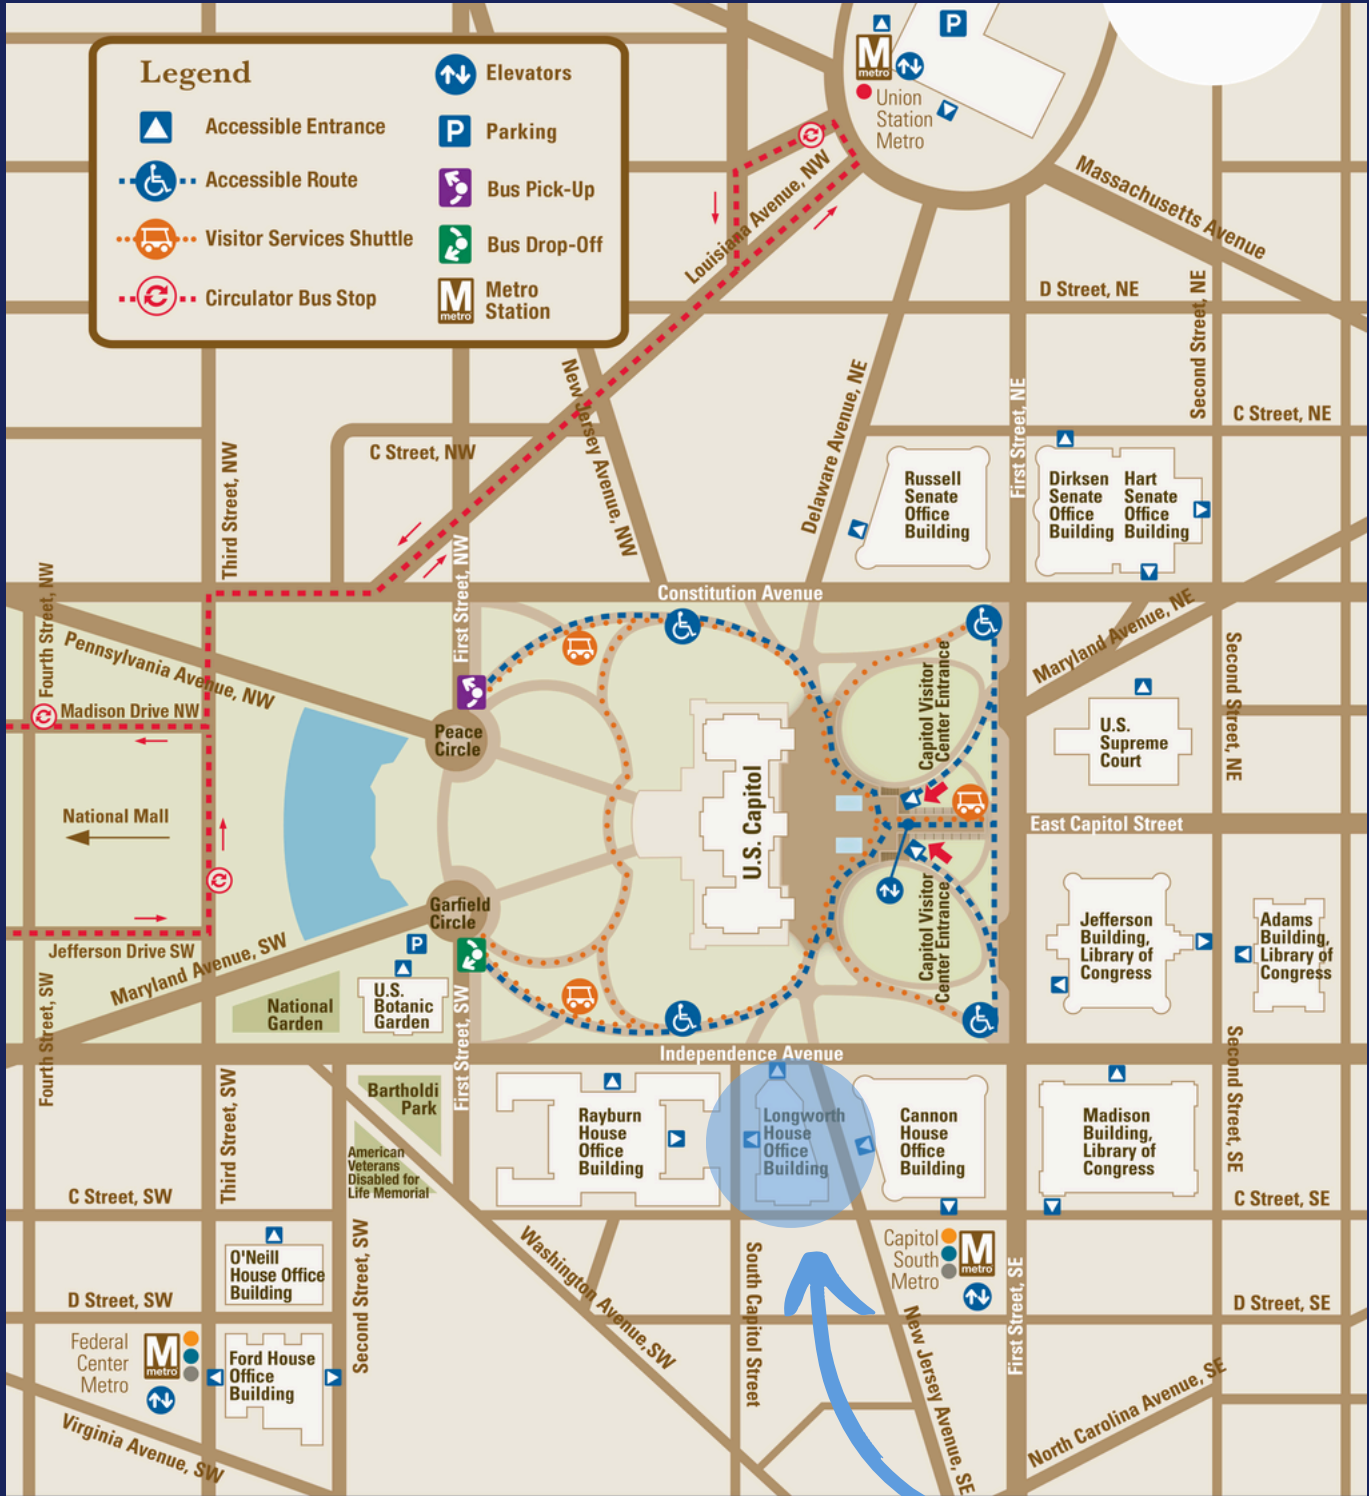 Legend
Accessible Entrance
Accessible Route
Visitor Services Shuttle
Circulator Bus Stop
Elevators
P
Parking
Bus Pick-Up
Bus Drop-Off
M
metro
Metro
Station
P
M
metro
Union
Station
Metro
Massachusetts Avenue
Louisiana Avenue, NW
D Street, NE
Second Street, NE
C Street, NE
New Jersey Avenue, NW
Delaware Avenue, NE
First Street, NE
C Street, NW
Third Street, NW
First Street, NW
Fourth Street, NW
Russell
Senate
Office
Building
Dirksen
Senate
Office
Building
Hart
Senate
Office
Building
Constitution Avenue
Maryland Avenue, NE
Second Street, NE
Pennsylvania Avenue, NW
Madison Drive NW
Peace
Circle
Capitol Visitor
Center Entrance
U.S.
Supreme
Court
National Mall
U.S. Capitol
East Capitol Street
Garfield
Circle
Capitol Visitor
Center Entrance
Jefferson
Building,
Library of
Congress
Adams
Building,
Library of
Congress
Jefferson Drive SW
Maryland Avenue, SW
P
National
Garden
U.S.
Botanic
Garden
First Street, SW
Fourth Street, SW
Independence Avenue
Second Street, SE
Third Street, SW
Bartholdi
Park
American
Veterans
Disabled for
Life Memorial
Rayburn
House
Office
Building
Longworth
House
Office
Building
Cannon
House
Office
Building
Madison
Building,
Library of
Congress
C Street, SW
C Street, SE
O'Neill
House Office
Building
Second Street, SW
Washington Avenue, SW
South Capitol Street
Capitol
South
Metro
M
metro
First Street, SE
D Street, SW
D Street, SE
Federal
Center
Metro
M
metro
Ford House
Office
Building
New Jersey Avenue, SE
North Carolina Avenue, SE
Virginia Avenue, SW